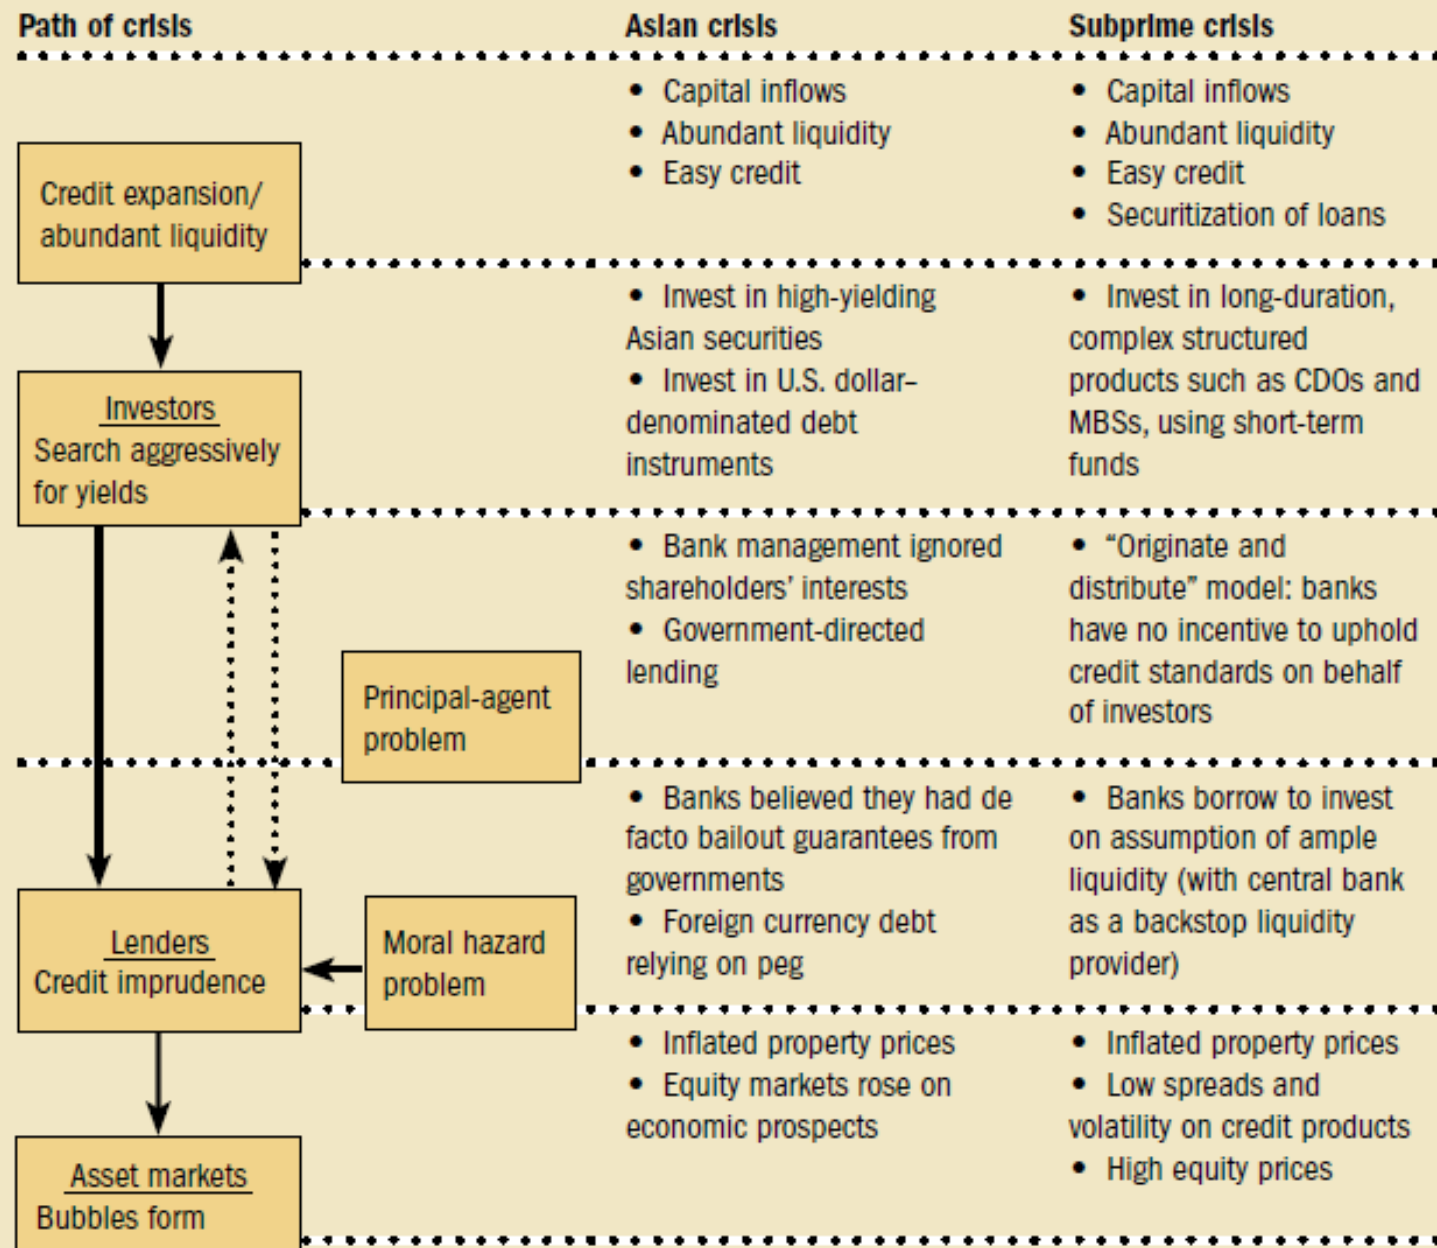 Path of crisis
Asian crisis
Subprime crisis
Credit expansion/
abundant liquidity
• Capital inflows
• Abundant liquidity
• Easy credit
• Capital inflows
• Abundant liquidity
• Easy credit
• Securitization of loans
Investors
Search aggressively
for yields
• Invest in high-yielding
Asian securities
• Invest in U.S. dollar–
denominated debt
instruments
• Invest in long-duration,
complex structured
products such as CDOs and
MBSs, using short-term
funds
Principal-agent
problem
• Bank management ignored
shareholders’ interests
• Government-directed
lending
• “Originate and
distribute” model: banks
have no incentive to uphold
credit standards on behalf
of investors
Lenders
Credit imprudence
Moral hazard
problem
• Banks believed they had de
facto bailout guarantees from
governments
• Foreign currency debt
relying on peg
• Banks borrow to invest
on assumption of ample
liquidity (with central bank
as a backstop liquidity
provider)
Asset markets
Bubbles form
• Inflated property prices
• Equity markets rose on
economic prospects
• Inflated property prices
• Low spreads and
volatility on credit products
• High equity prices